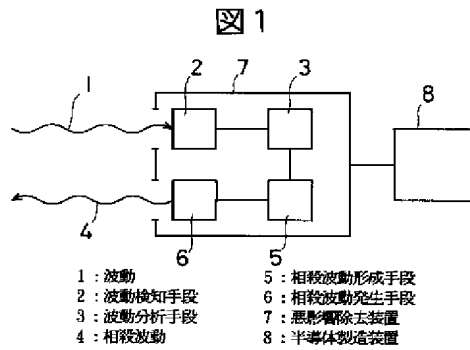 図1
2
7
3
1
8
4
6
5
1：波動
2：波動検知手段
3：波動分析手段
4：相殺波動
5：相殺波動形成手段
6：相殺波動発生手段
7：悪影響除去装置
8：半導体製造装置